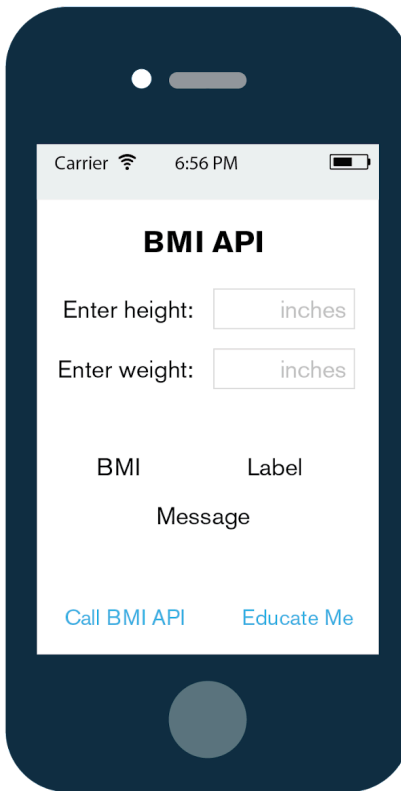 Carrier 6:56 PM
BMI API
Enter height: inches
Enter weight: inches
BMI Label
Message
Call BMI API Educate Me